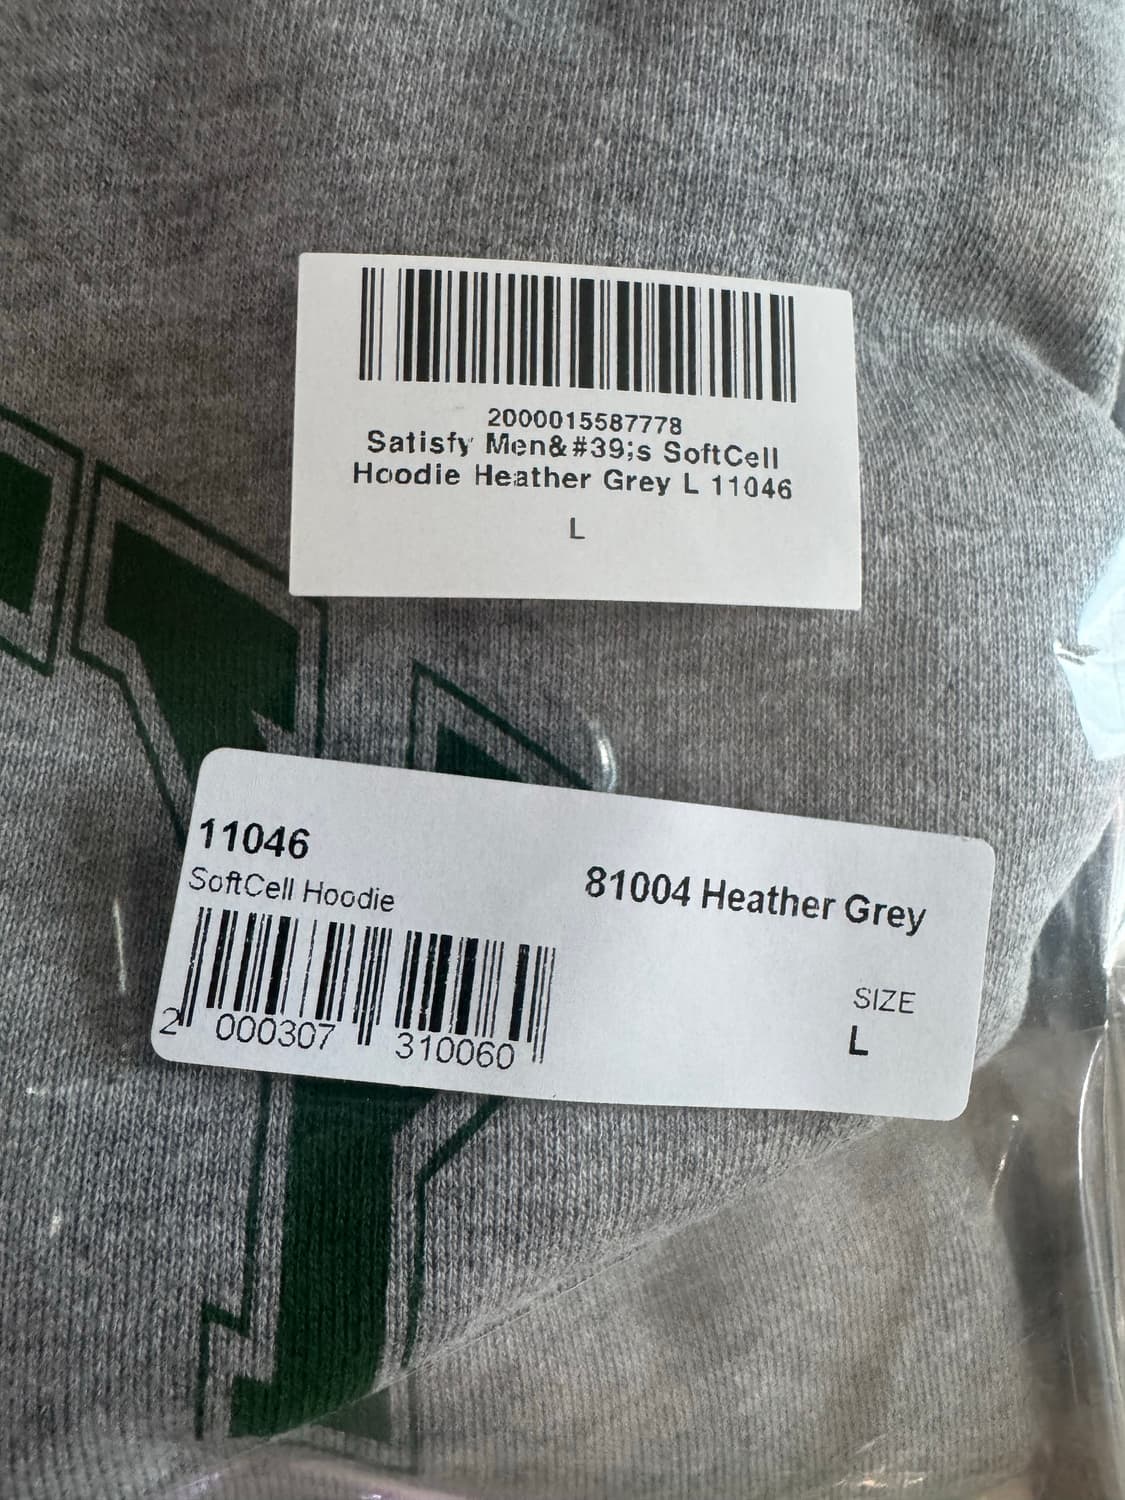 2000015587778
Satisfy Men&#39;s SoftCell
Hoodie Heather Grey L 11046
L
11046
SoftCell Hoodie
81004 Heather Grey
2 000307 310060
SIZE
L